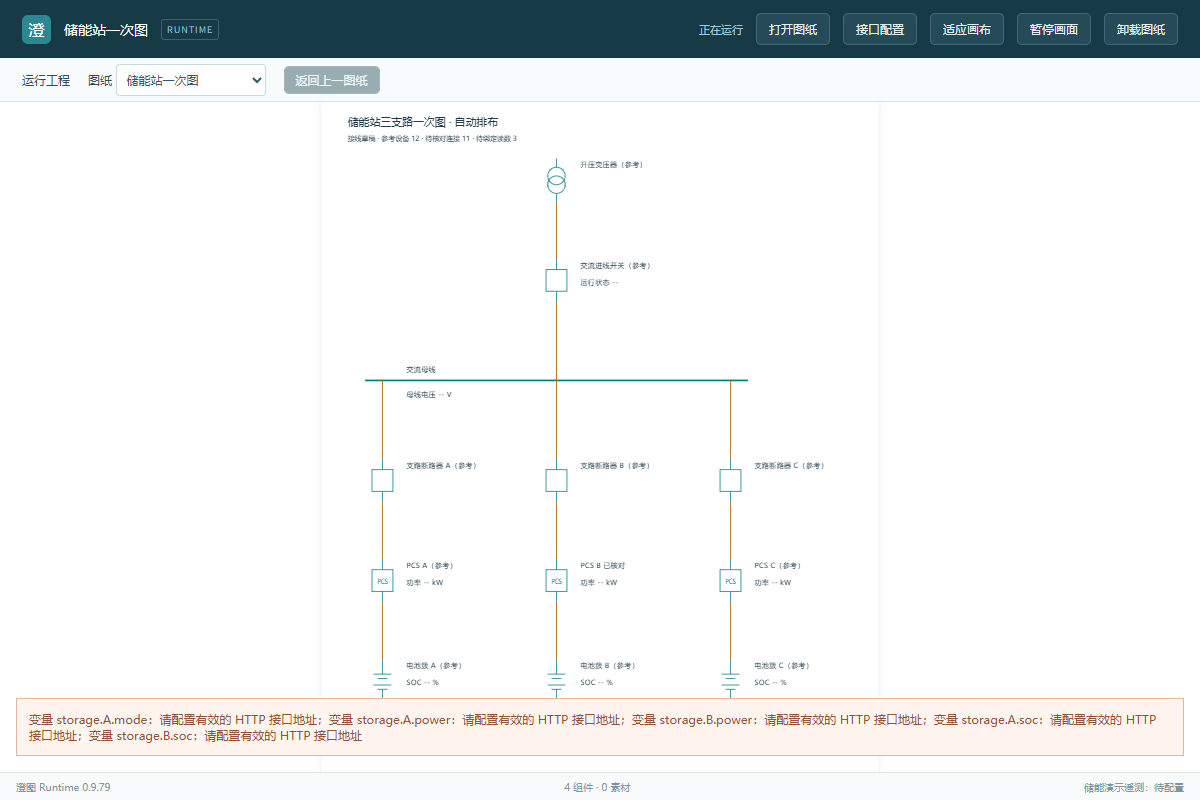 澄 储能站一次图 RUNTIME 正在运行 打开图纸 接口配置 适应画布 暂停画面 卸载图纸
运行工程 图纸 储能站一次图 返回上一图纸
储能站三支路一次图 · 自动排布
接线草稿 · 参考设备 12 · 待核对连接 11 · 待绑定读数 3
升压变压器（参考）
交流进线开关（参考）
运行状态 --
交流母线
母线电压 -- V
支路断路器 A（参考） 支路断路器 B（参考） 支路断路器 C（参考）
PCS A（参考） PCS B 已核对 PCS C（参考）
PCS 功率 -- kW PCS 功率 -- kW PCS 功率 -- kW
电池簇 A（参考） 电池簇 B（参考） 电池簇 C（参考）
SOC -- % SOC -- % SOC -- %
变量 storage.A.mode：请配置有效的 HTTP 接口地址；变量 storage.A.power：请配置有效的 HTTP 接口地址；变量 storage.B.power：请配置有效的 HTTP 接口地址；变量 storage.A.soc：请配置有效的 HTTP
接口地址；变量 storage.B.soc：请配置有效的 HTTP 接口地址
澄图 Runtime 0.9.79 4 组件 · 0 素材 储能演示遥测：待配置